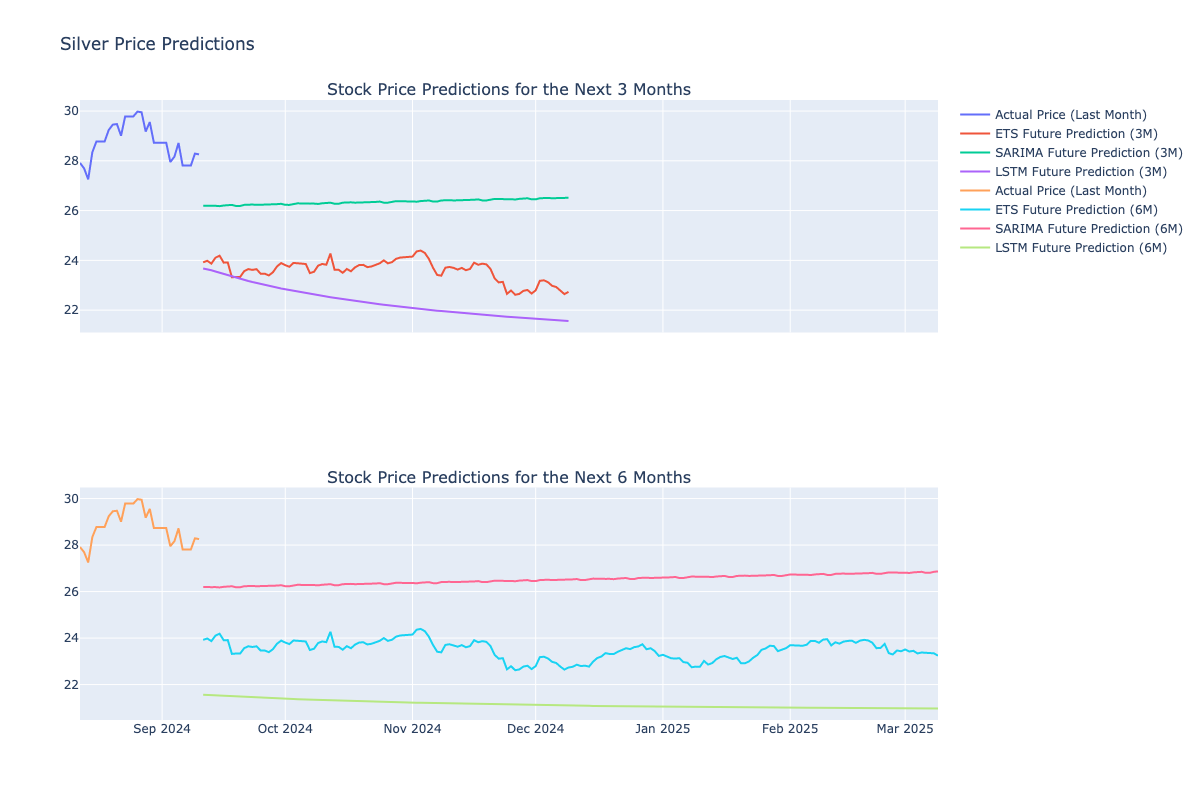 Silver Price Predictions
Stock Price Predictions for the Next 3 Months
30
28
26
24
22
Actual Price (Last Month)
ETS Future Prediction (3M)
SARIMA Future Prediction (3M)
LSTM Future Prediction (3M)
Actual Price (Last Month)
ETS Future Prediction (6M)
SARIMA Future Prediction (6M)
LSTM Future Prediction (6M)
Stock Price Predictions for the Next 6 Months
30
28
26
24
22
Sep 2024 Oct 2024 Nov 2024 Dec 2024 Jan 2025 Feb 2025 Mar 2025